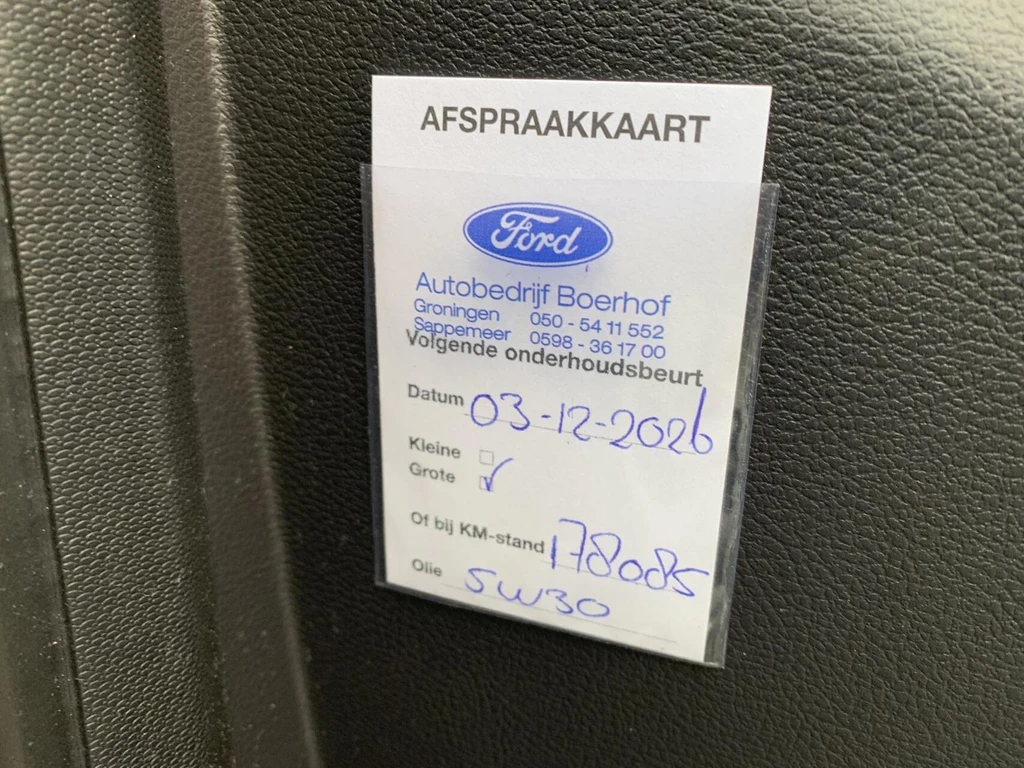 AFSPRAAKKAART
Ford
Autobedrijf Boerhof
Groningen 050 - 54 11 552
Sappemeer 0598 - 36 17 00
Volgende onderhoudsbeurt
Datum 03-12-2026
Kleine
Grote
Of bij KM-stand 178085
Olie 5W30